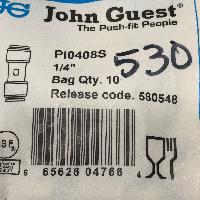 John Guest®
The Push-fit People
PI0408S
1/4"
Bag Qty. 10
Release code. 580548
530
6 65626 04766